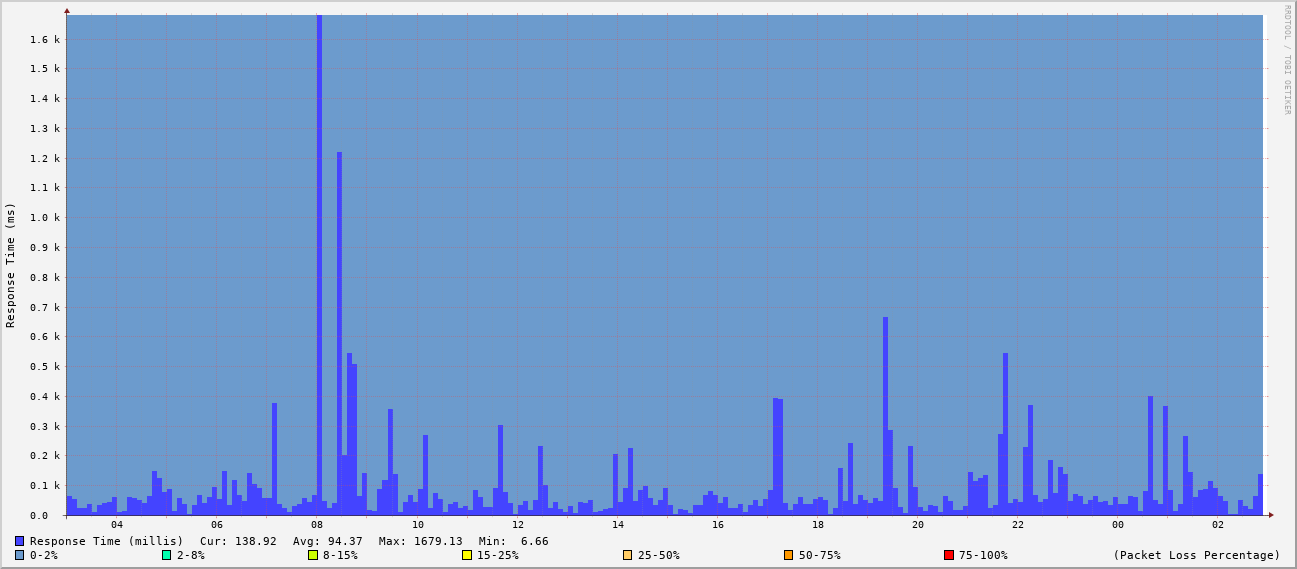 RRDTOOL / TOBI OETIKER
Response Time (ms)
1.6 k
1.5 k
1.4 k
1.3 k
1.2 k
1.1 k
1.0 k
0.9 k
0.8 k
0.7 k
0.6 k
0.5 k
0.4 k
0.3 k
0.2 k
0.1 k
0.0
04 06 08 10 12 14 16 18 20 22 00 02
Response Time (millis) Cur: 138.92 Avg: 94.37 Max: 1679.13 Min: 6.66
0-2% 2-8% 8-15% 15-25% 25-50% 50-75% 75-100% (Packet Loss Percentage)